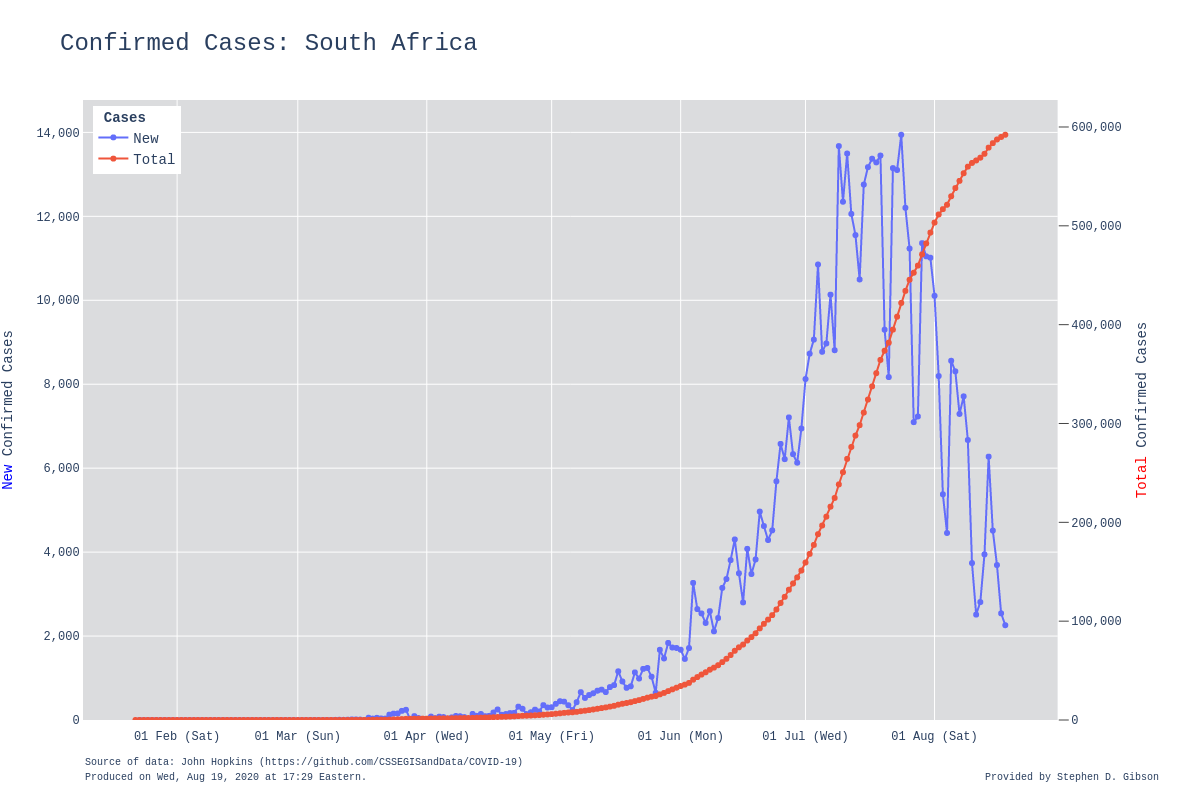 Confirmed Cases: South Africa
Cases
New
Total
14,000
12,000
10,000
8,000
6,000
4,000
2,000
0
New Confirmed Cases
600,000
500,000
400,000
300,000
200,000
100,000
0
Total Confirmed Cases
01 Feb (Sat) 01 Mar (Sun) 01 Apr (Wed) 01 May (Fri) 01 Jun (Mon) 01 Jul (Wed) 01 Aug (Sat)
Source of data: John Hopkins (https://github.com/CSSEGISandData/COVID-19)
Produced on Wed, Aug 19, 2020 at 17:29 Eastern.
Provided by Stephen D. Gibson